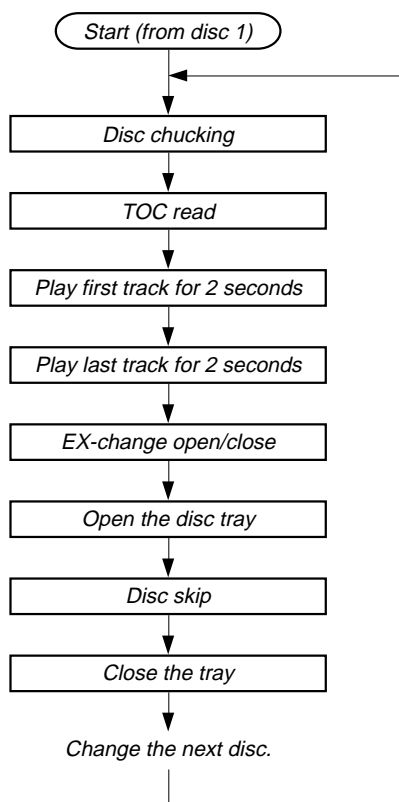 Start (from disc 1)
Disc chucking
TOC read
Play first track for 2 seconds
Play last track for 2 seconds
EX-change open/close
Open the disc tray
Disc skip
Close the tray
Change the next disc.